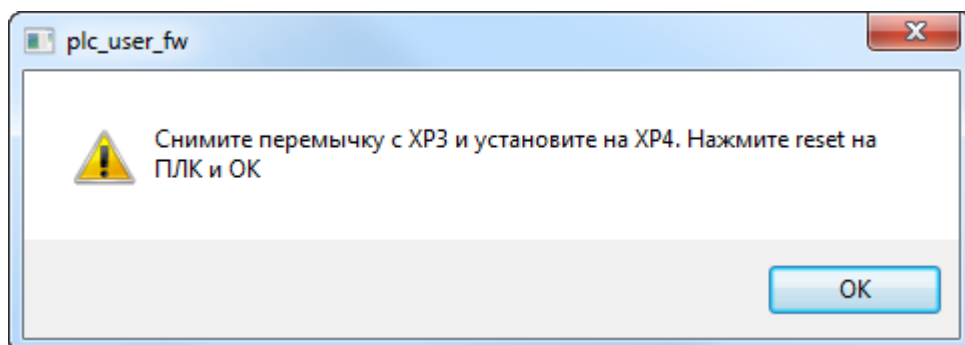 plc_user_fw
Снимите перемычку с XP3 и установите на XP4. Нажмите reset на
ПЛК и ОК
OK